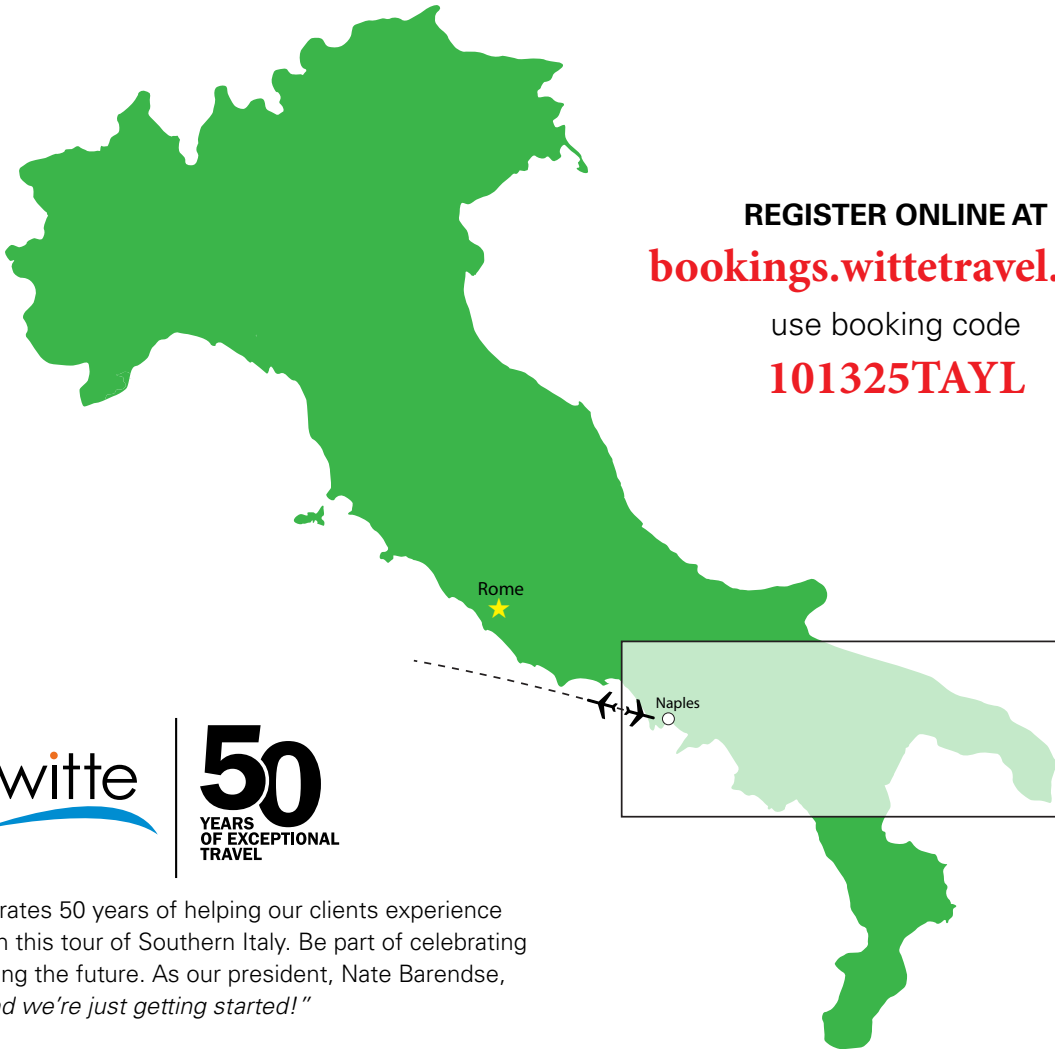 REGISTER ONLINE AT
bookings.wittetravel.
use booking code
101325TAYL
Rome
Naples
witte
50
YEARS
OF EXCEPTIONAL
TRAVEL
rates 50 years of helping our clients experience
this tour of Southern Italy. Be part of celebrating
ing the future. As our president, Nate Barendse,
we’re just getting started!”